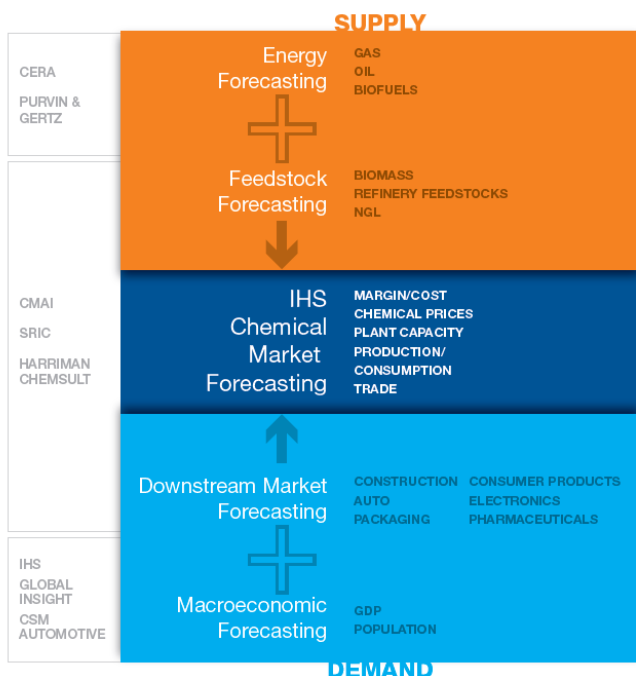 SUPPLY
CERA
PURVIN &
GERTZ
Energy
Forecasting
GAS
OIL
BIOFUELS
Feedstock
Forecasting
BIOMASS
REFINERY FEEDSTOCKS
NGL
CMAI
SRIC
HARRIMAN
CHEMSULT
IHS
Chemical
Market
Forecasting
MARGIN/COST
CHEMICAL PRICES
PLANT CAPACITY
PRODUCTION/
CONSUMPTION
TRADE
Downstream Market
Forecasting
CONSTRUCTION
AUTO
PACKAGING
CONSUMER PRODUCTS
ELECTRONICS
PHARMACEUTICALS
IHS
GLOBAL
INSIGHT
CSM
AUTOMOTIVE
Macroeconomic
Forecasting
GDP
POPULATION
DEMAND